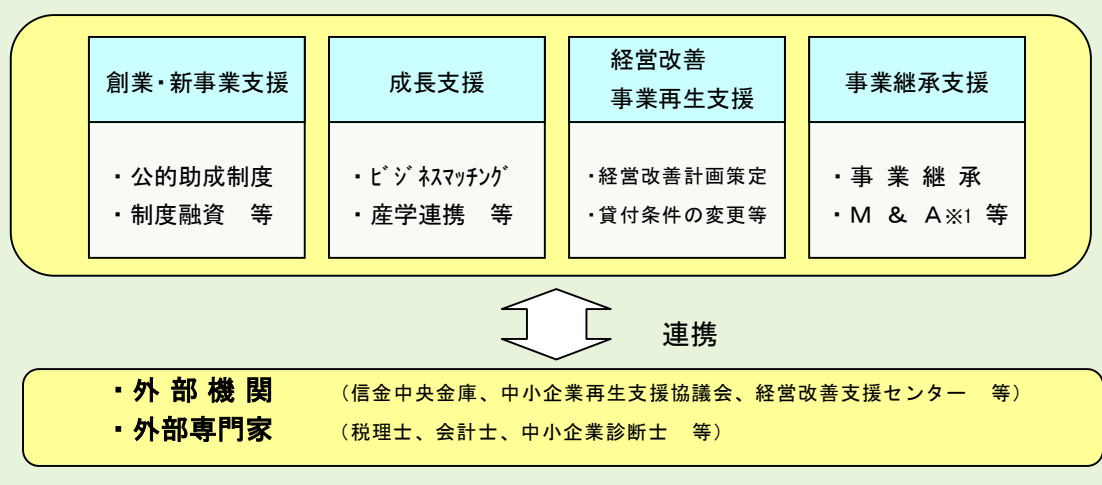 創業・新事業支援
・公的助成制度
・制度融資 等
成長支援
・ﾋﾞｼﾞﾈｽﾏｯﾁﾝｸﾞ
・産学連携 等
経営改善
事業再生支援
・経営改善計画策定
・貸付条件の変更等
事業継承支援
・事 業 継 承
・Ｍ ＆ Ａ※1 等
連携
・外 部 機 関 （信金中央金庫、中小企業再生支援協議会、経営改善支援センター 等）
・外部専門家 （税理士、会計士、中小企業診断士 等）